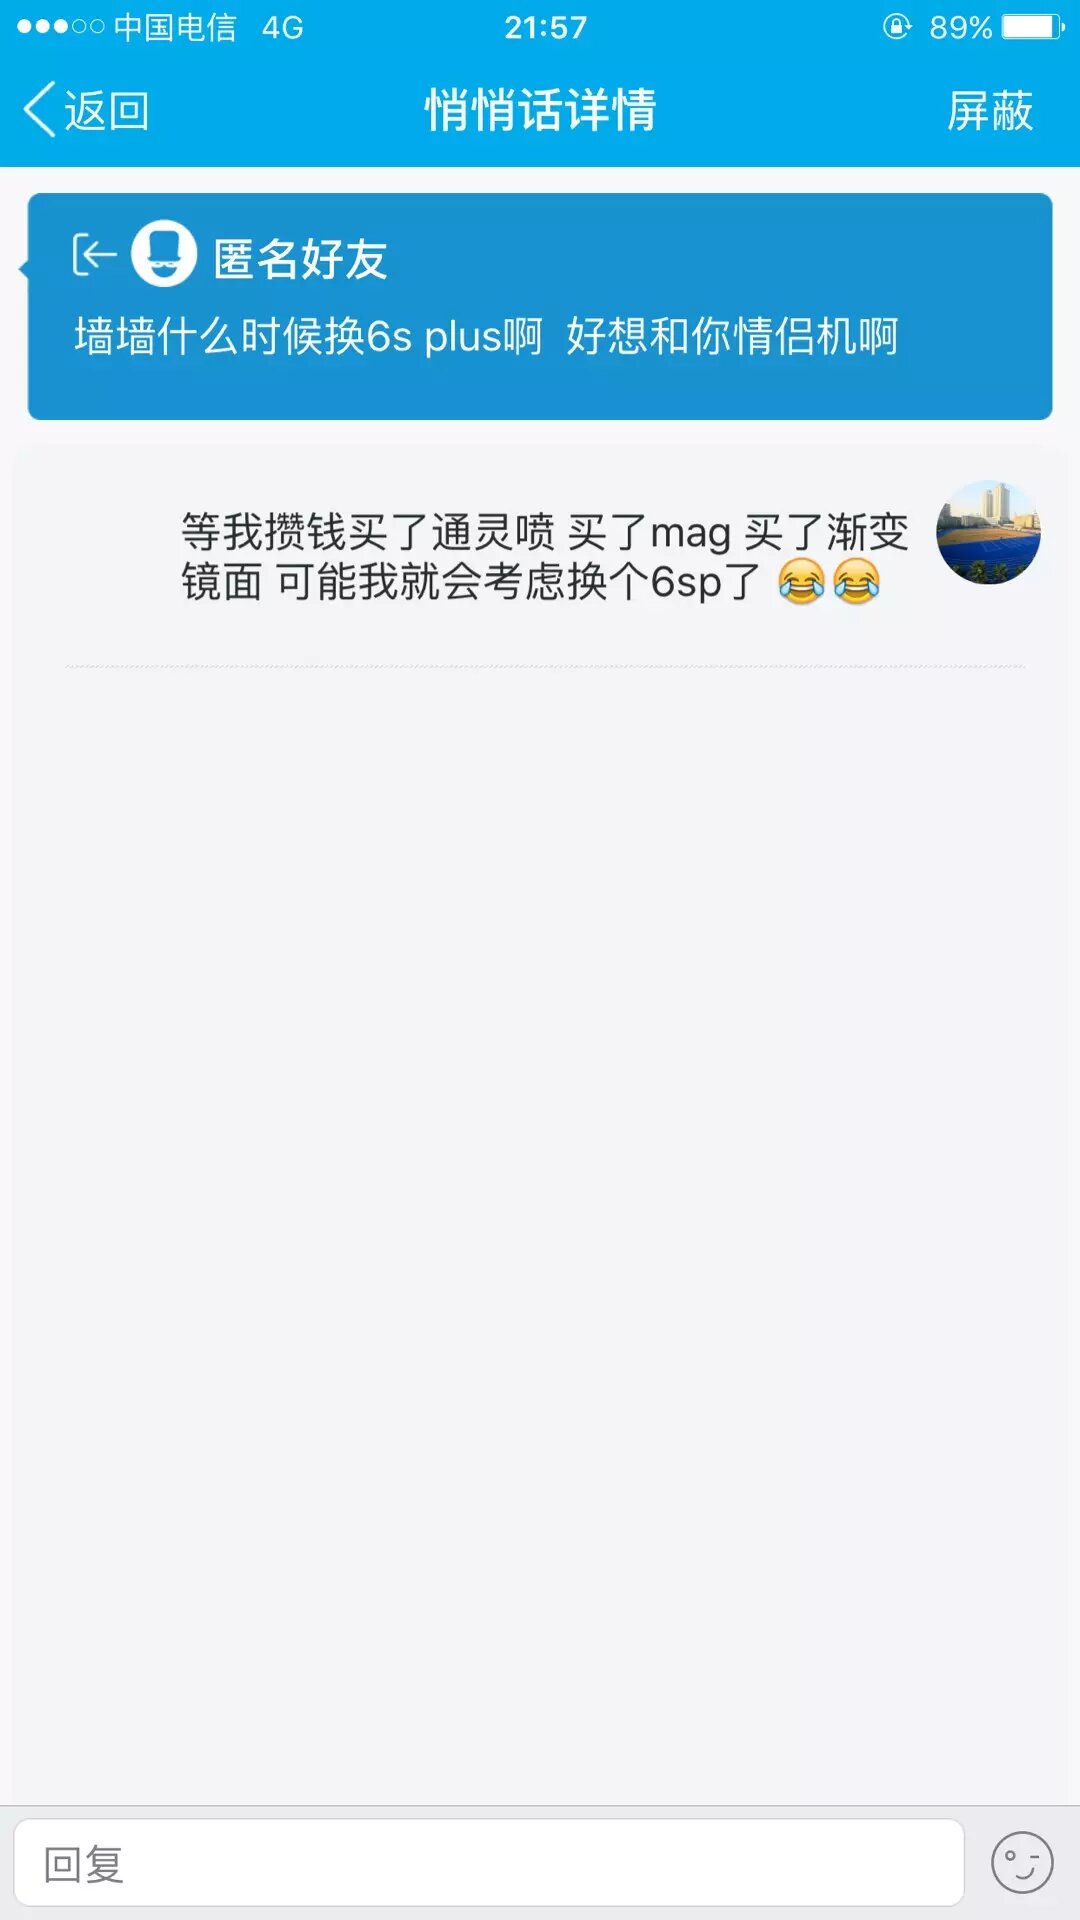 中国电信 4G 21:57 89%
返回 悄悄话详情 屏蔽
匿名好友
墙墙什么时候换6s plus啊 好想和你情侣机啊
等我攒钱买了通灵喷 买了mag 买了渐变
镜面 可能我就会考虑换个6sp了 😂😂
回复